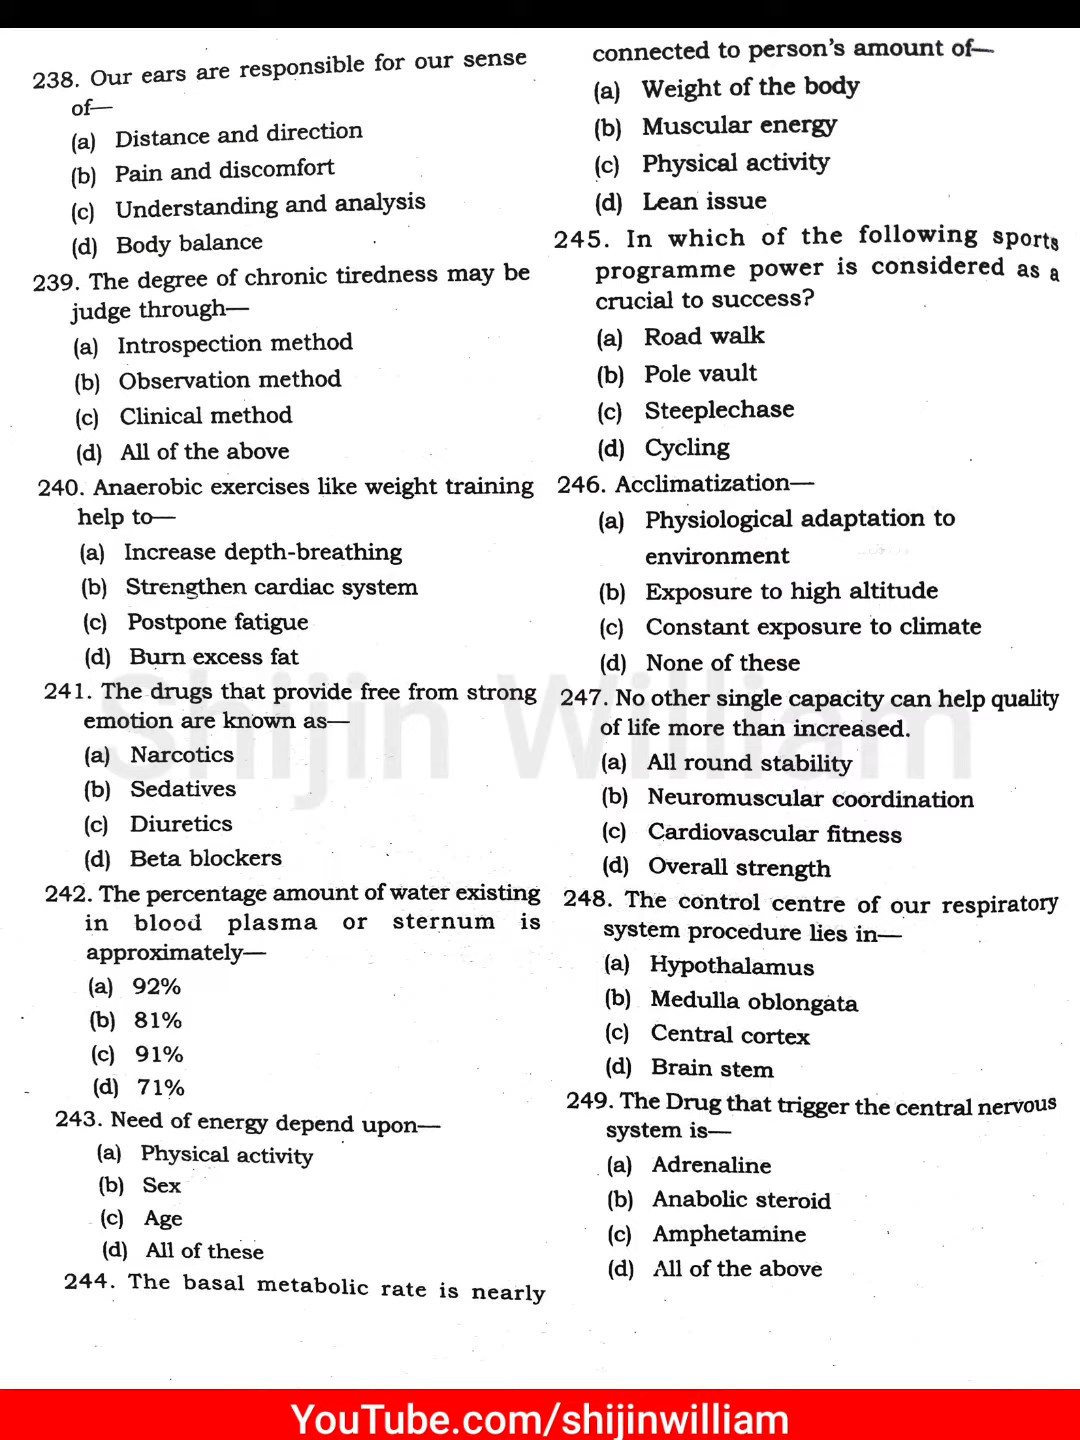 238. Our ears are responsible for our sense
of—
(a) Distance and direction
(b) Pain and discomfort
(c) Understanding and analysis
(d) Body balance
239. The degree of chronic tiredness may be
judge through—
(a) Introspection method
(b) Observation method
(c) Clinical method
(d) All of the above
240. Anaerobic exercises like weight training
help to—
(a) Increase depth-breathing
(b) Strengthen cardiac system
(c) Postpone fatigue
(d) Burn excess fat
241. The drugs that provide free from strong
emotion are known as—
(a) Narcotics
(b) Sedatives
(c) Diuretics
(d) Beta blockers
242. The percentage amount of water existing
in blood plasma or sternum is
approximately—
(a) 92%
(b) 81%
(c) 91%
(d) 71%
243. Need of energy depend upon—
(a) Physical activity
(b) Sex
(c) Age
(d) All of these
244. The basal metabolic rate is nearly
connected to person's amount of—
(a) Weight of the body
(b) Muscular energy
(c) Physical activity
(d) Lean issue
245. In which of the following sports
programme power is considered as a
crucial to success?
(a) Road walk
(b) Pole vault
(c) Steeplechase
(d) Cycling
246. Acclimatization—
(a) Physiological adaptation to
environment
(b) Exposure to high altitude
(c) Constant exposure to climate
(d) None of these
247. No other single capacity can help quality
of life more than increased.
(a) All round stability
(b) Neuromuscular coordination
(c) Cardiovascular fitness
(d) Overall strength
248. The control centre of our respiratory
system procedure lies in—
(a) Hypothalamus
(b) Medulla oblongata
(c) Central cortex
(d) Brain stem
249. The Drug that trigger the central nervous
system is—
(a) Adrenaline
(b) Anabolic steroid
(c) Amphetamine
(d) All of the above
Shijin William
YouTube.com/shijinwilliam